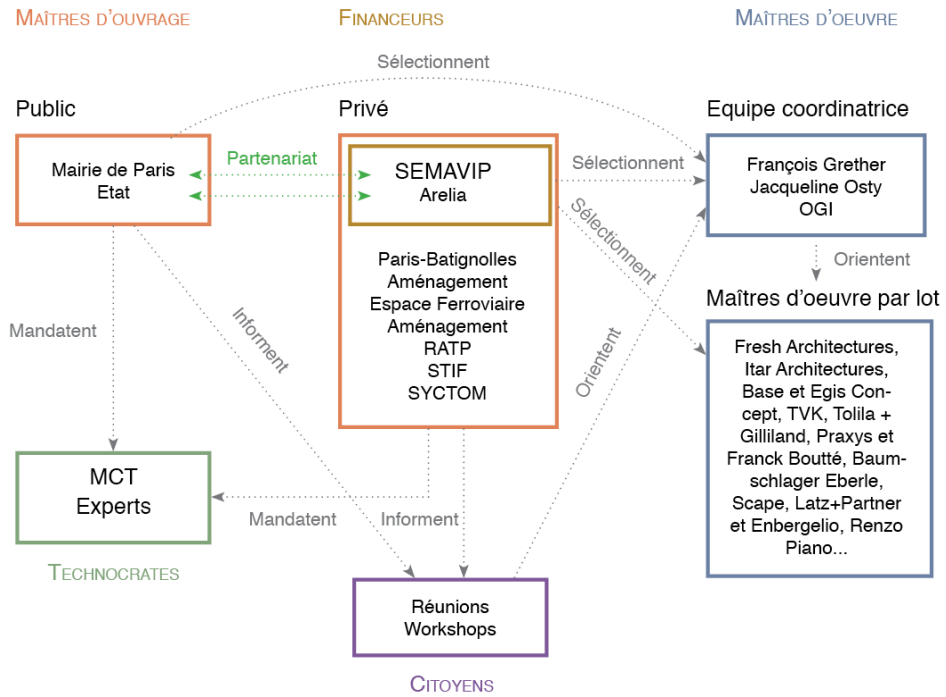 MAÎTRES D'OUVRAGE
FINANCEURS
MAÎTRES D'OEUVRE
Sélectionnent
Public
Privé
Equipe coordinatrice
Mairie de Paris
Etat
Partenariat
SEMAVIP
Arelia
Sélectionnent
François Grether
Jacqueline Osty
OGI
Sélectionnent
Orientent
Paris-Batignolles
Aménagement
Espace Ferroviaire
Aménagement
RATP
STIF
SYCTOM
Maîtres d'oeuvre par lot
Mandatent
Informent
Orientent
Fresh Architectures,
Itar Architectures,
Base et Egis Con-
cept, TVK, Tolila +
Gilliland, Praxys et
Franck Boutté, Baum-
schlager Eberle,
Scape, Latz+Partner
et Enbergelio, Renzo
Piano...
MCT
Experts
Mandatent
Informent
TECHNOCRATES
Réunions
Workshops
CITOYENS